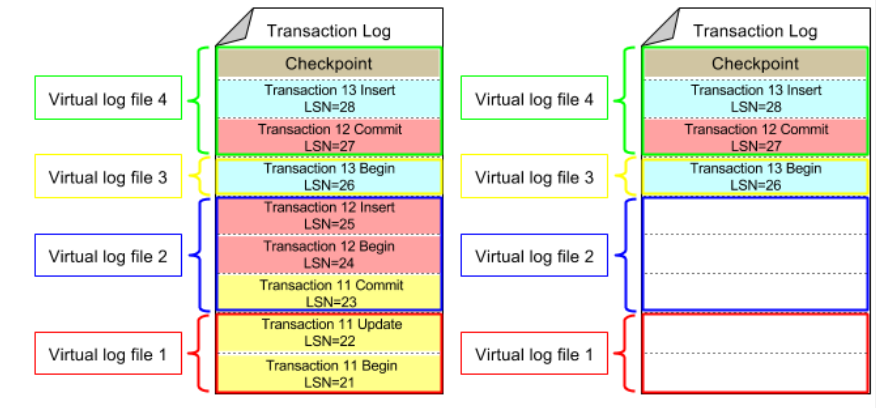 Transaction Log
Checkpoint
Virtual log file 4
Transaction 13 Insert
LSN=28
Transaction 12 Commit
LSN=27
Virtual log file 3
Transaction 13 Begin
LSN=26
Virtual log file 2
Transaction 12 Insert
LSN=25
Transaction 12 Begin
LSN=24
Transaction 11 Commit
LSN=23
Virtual log file 1
Transaction 11 Update
LSN=22
Transaction 11 Begin
LSN=21
Transaction Log
Checkpoint
Virtual log file 4
Transaction 13 Insert
LSN=28
Transaction 12 Commit
LSN=27
Virtual log file 3
Transaction 13 Begin
LSN=26
Virtual log file 2
Virtual log file 1